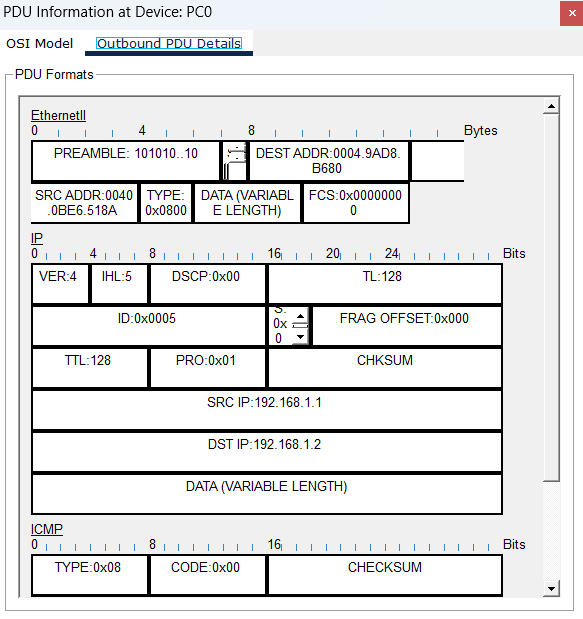 PDU Information at Device: PC0
OSI Model Outbound PDU Details
PDU Formats
EthernetII
0 4 8 Bytes
PREAMBLE: 101010..10 DEST ADDR:0004.9AD8.
B680
SRC ADDR:0040 TYPE: DATA (VARIABL FCS:0x0000000
.0BE6.518A 0x0800 E LENGTH) 0
IP
0 4 8 16 20 24 Bits
VER:4 IHL:5 DSCP:0x00 TL:128
ID:0x0005 0x FRAG OFFSET:0x000
0
TTL:128 PRO:0x01 CHKSUM
SRC IP:192.168.1.1
DST IP:192.168.1.2
DATA (VARIABLE LENGTH)
ICMP
0 8 16 Bits
TYPE:0x08 CODE:0x00 CHECKSUM